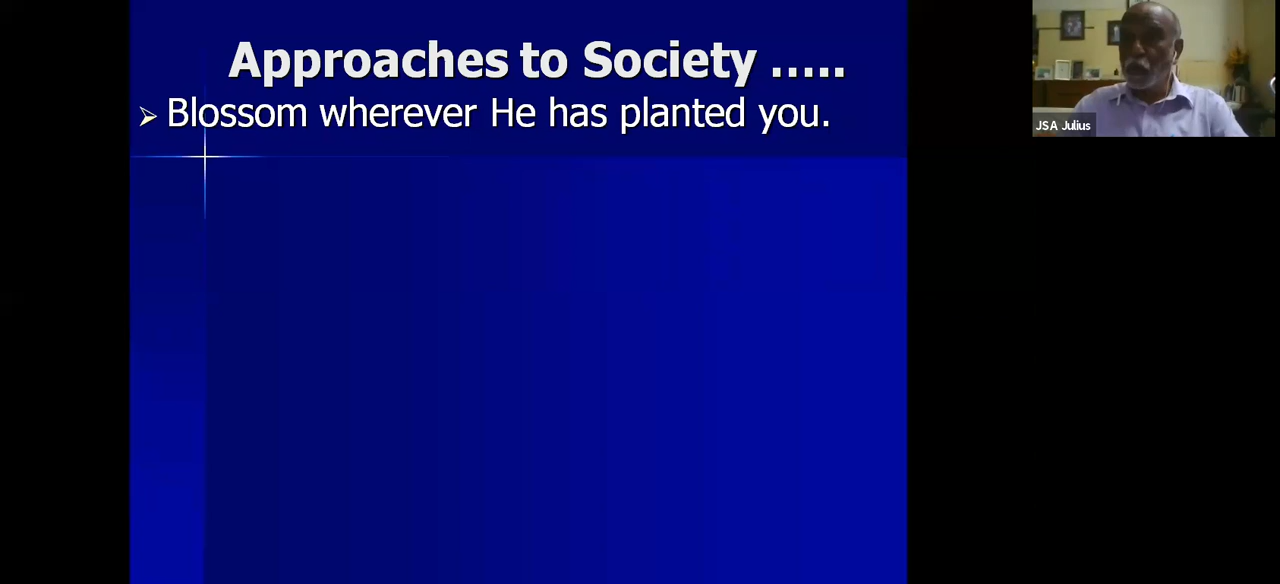 Approaches to Society .....
➢ Blossom wherever He has planted you.
JSA Julius